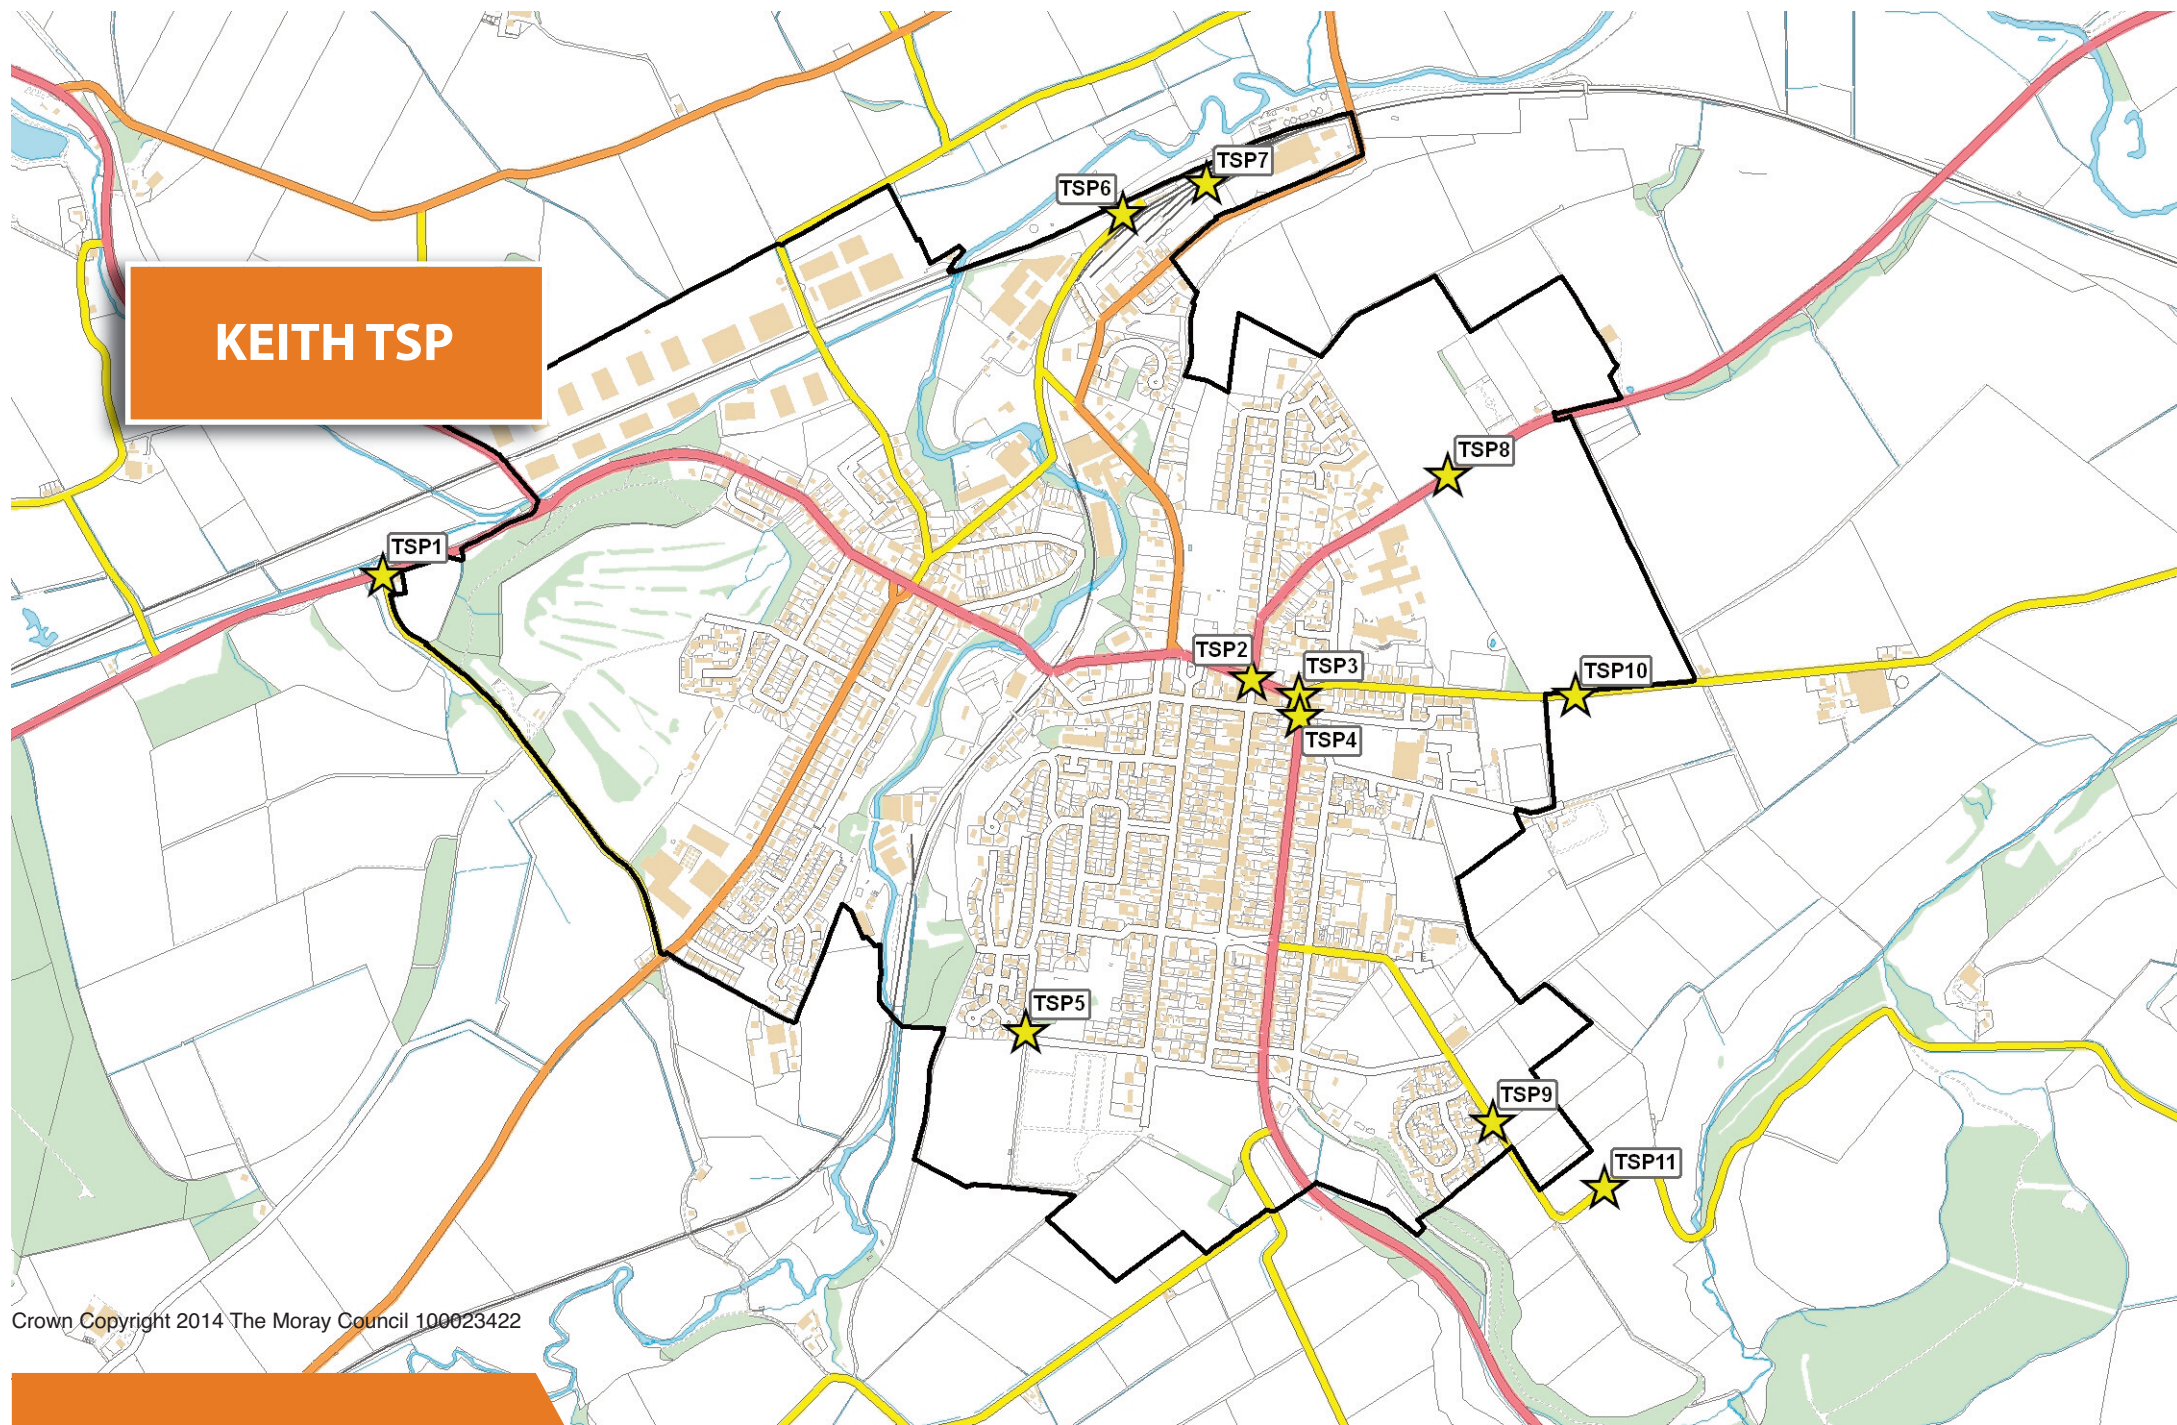 TSP7
TSP6
KEITH TSP
TSP8
TSP1
TSP2
TSP3
TSP10
TSP4
TSP5
TSP9
TSP11
Crown Copyright 2014 The Moray Council 100023422